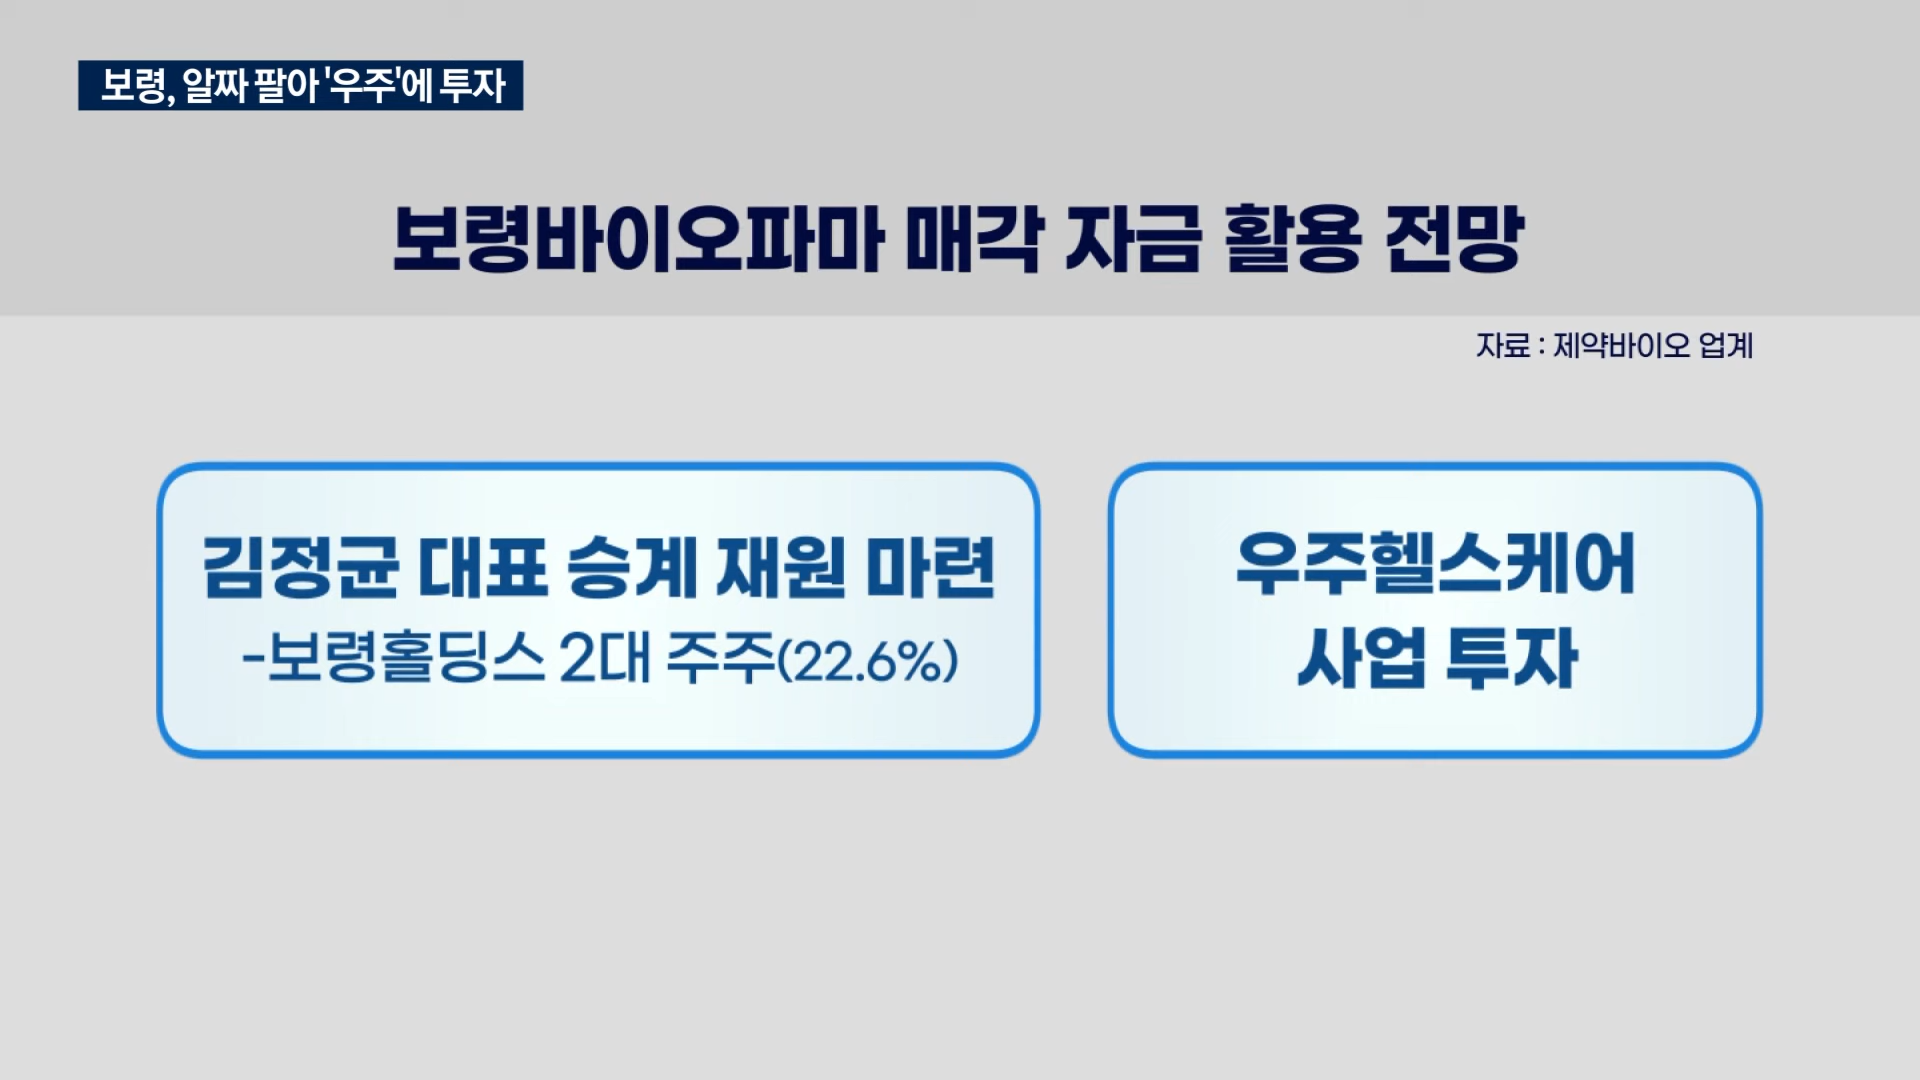 보령, 알짜 팔아 '우주'에 투자
보령바이오파마 매각 자금 활용 전망
자료 : 제약바이오 업계
김정균 대표 승계 재원 마련
-보령홀딩스 2대 주주(22.6%)
우주헬스케어
사업 투자